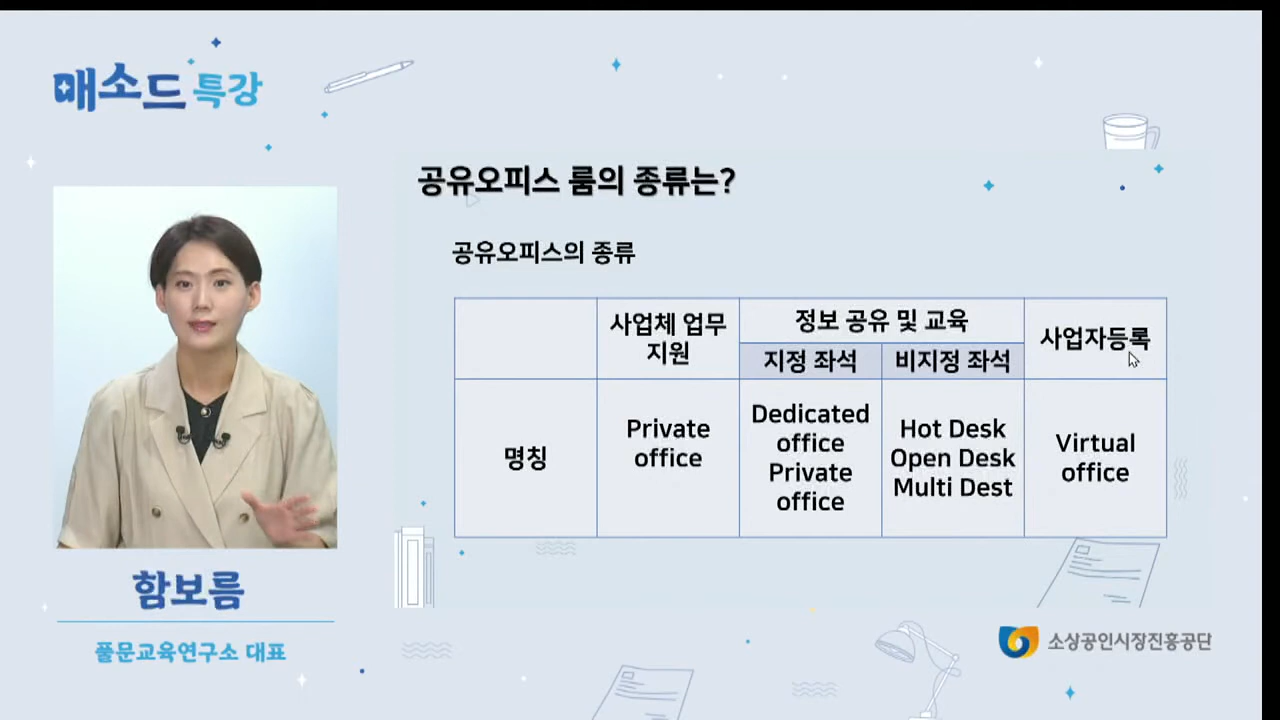 매소드 특강
공유오피스 룸의 종류는?
공유오피스의 종류
사업체 업무
지원
정보 공유 및 교육
지정 좌석
비지정 좌석
사업자등록
명칭
Private
office
Dedicated
office
Private
office
Hot Desk
Open Desk
Multi Dest
Virtual
office
함보름
풀문교육연구소 대표
소상공인시장진흥공단